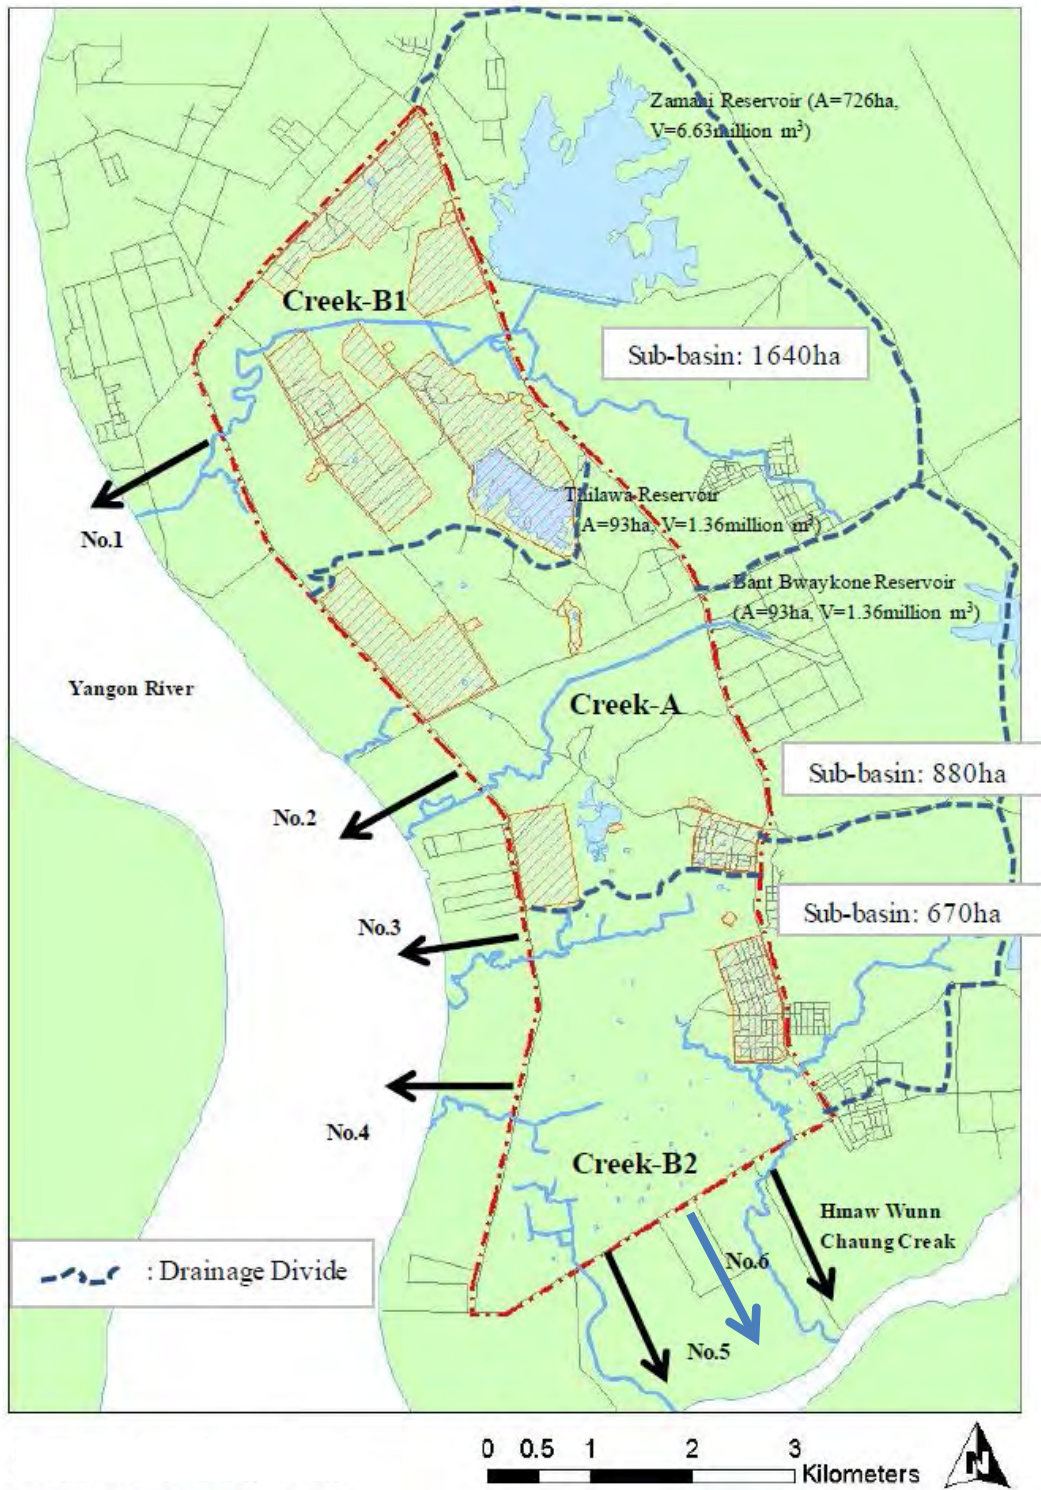 Zamani Reservoir (A=726ha,
V=6.63million m³)
Creek-B1
Sub-basin: 1640ha
Thilawa Reservoir
(A=93ha, V=1.36million m³)
No.1
Bant Bwaykone Reservoir
(A=93ha, V=1.36million m³)
Yangon River
Creek-A
Sub-basin: 880ha
No.2
Sub-basin: 670ha
No.3
No.4
Creek-B2
Hmaw Wunn
Chaung Creak
No.6
: Drainage Divide
No.5
0 0.5 1 2 3
Kilometers
N